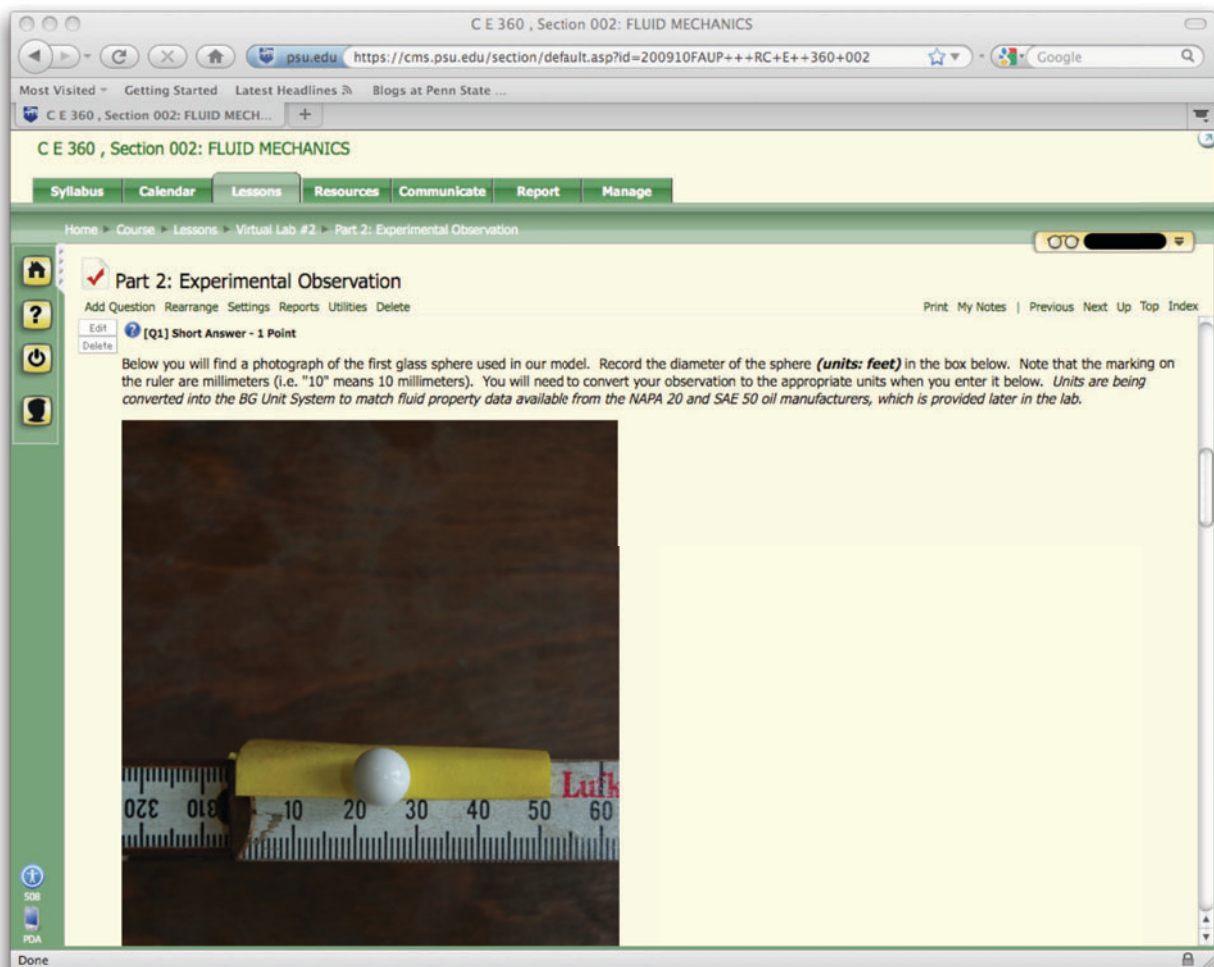 C E 360 , Section 002: FLUID MECHANICS
psu.edu https://cms.psu.edu/section/default.asp?id=200910FAUP+++RC+E++360+002 Google
Most Visited Getting Started Latest Headlines Blogs at Penn State ...
C E 360 , Section 002: FLUID MECH... +
C E 360 , Section 002: FLUID MECHANICS
Syllabus Calendar Lessons Resources Communicate Report Manage
Home Course Lessons Virtual Lab #2 Part 2: Experimental Observation
Part 2: Experimental Observation
Add Question Rearrange Settings Reports Utilities Delete Print My Notes | Previous Next Up Top Index
Edit
Delete
[Q1] Short Answer - 1 Point
Below you will find a photograph of the first glass sphere used in our model. Record the diameter of the sphere (units: feet) in the box below. Note that the marking on
the ruler are millimeters (i.e. "10" means 10 millimeters). You will need to convert your observation to the appropriate units when you enter it below. Units are being
converted into the BG Unit System to match fluid property data available from the NAPA 20 and SAE 50 oil manufacturers, which is provided later in the lab.
Lufk
320 310 10 20 30 40 50 60
508
PDA
Done